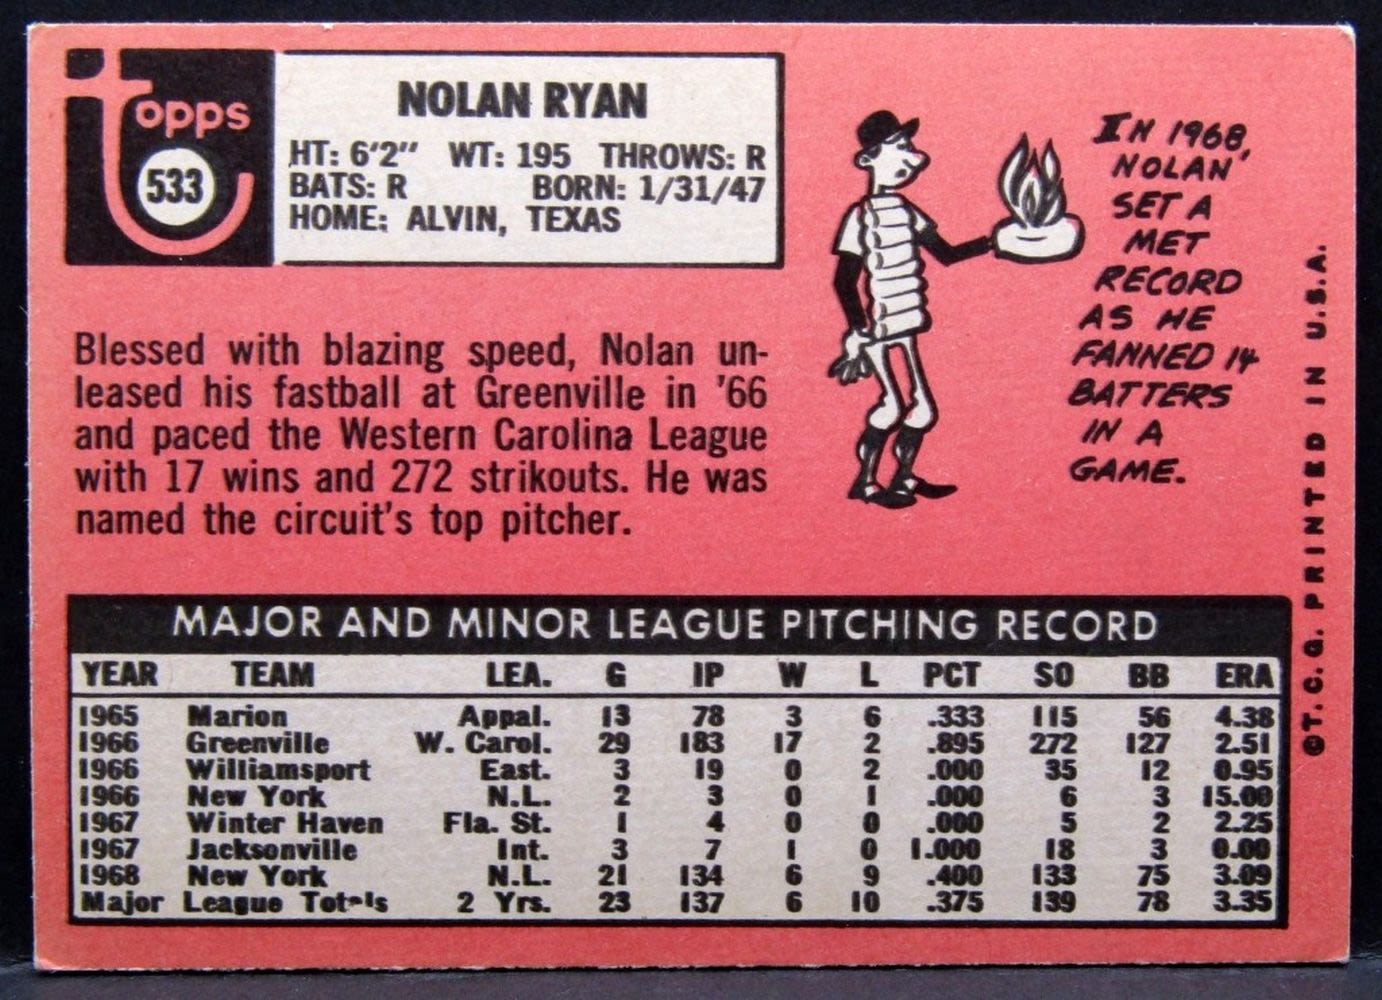 topps
533
NOLAN RYAN
HT: 6'2" WT: 195 THROWS: R
BATS: R BORN: 1/31/47
HOME: ALVIN, TEXAS
Blessed with blazing speed, Nolan un-
leased his fastball at Greenville in '66
and paced the Western Carolina League
with 17 wins and 272 strikouts. He was
named the circuit's top pitcher.
IN 1968,
NOLAN
SET A
MET
RECORD
AS HE
FANNED 14
BATTERS
IN A
GAME.
©T.C.G. PRINTED IN U.S.A.
MAJOR AND MINOR LEAGUE PITCHING RECORD
YEAR TEAM LEA. G IP W L PCT SO BB ERA
1965 Marion Appal. 13 78 3 6 .333 115 56 4.38
1966 Greenville W. Carol. 29 183 17 2 .895 272 127 2.51
1966 Williamsport East. 3 19 0 2 .000 35 12 0.95
1966 New York N.L. 2 3 0 1 .000 6 3 15.00
1967 Winter Haven Fla. St. 1 4 0 0 .000 5 2 2.25
1967 Jacksonville Int. 3 7 1 0 1.000 18 3 0.00
1968 New York N.L. 21 134 6 9 .400 133 75 3.09
Major League Totals 2 Yrs. 23 137 6 10 .375 139 78 3.35